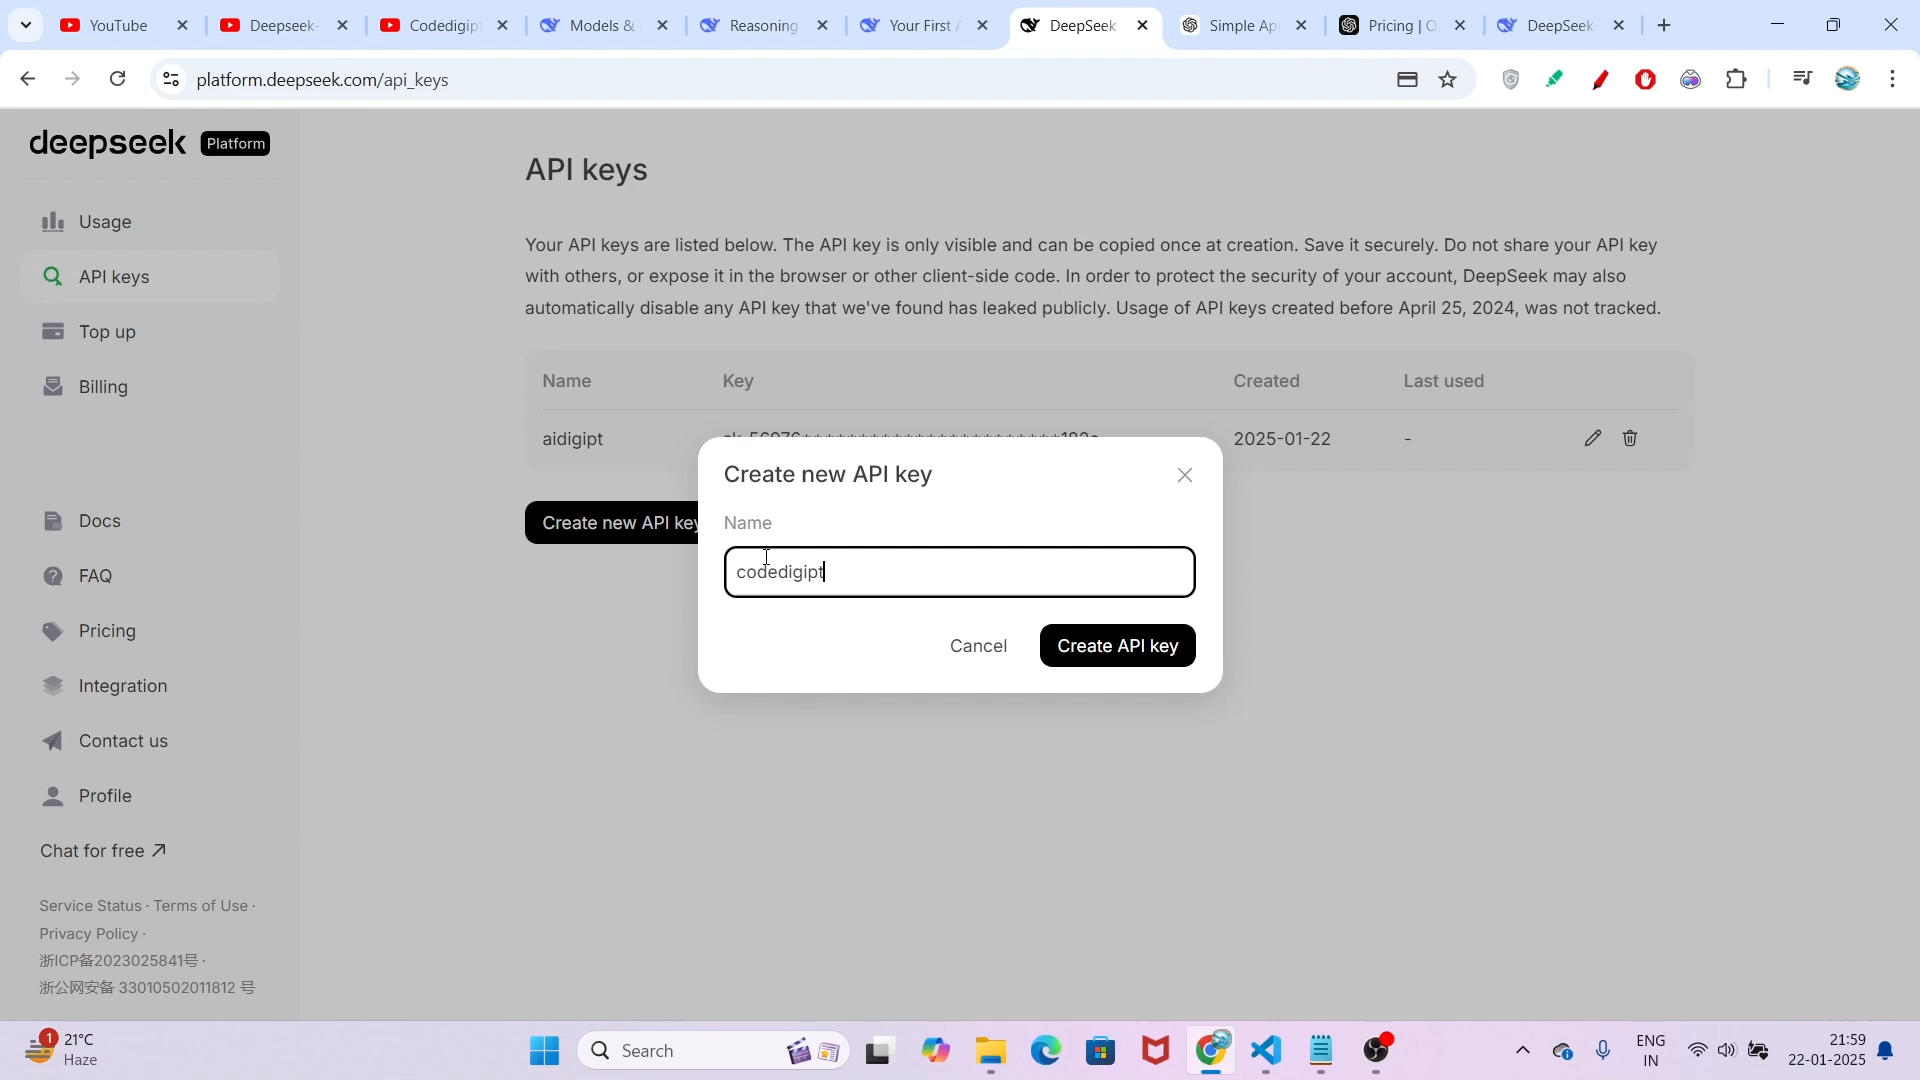 YouTube
Deepseek-
Codedigip
Models &
Reasoning
Your First A
DeepSeek
Simple Ap
Pricing | O
DeepSeek-
platform.deepseek.com/api_keys
deepseek Platform
Usage
API keys
Top up
Billing
Docs
FAQ
Pricing
Integration
Contact us
Profile
Chat for free
Service Status · Terms of Use ·
Privacy Policy ·
浙ICP备2023025841号 ·
浙公网安备 33010502011812 号
API keys
Your API keys are listed below. The API key is only visible and can be copied once at creation. Save it securely. Do not share your API key
with others, or expose it in the browser or other client-side code. In order to protect the security of your account, DeepSeek may also
automatically disable any API key that we've found has leaked publicly. Usage of API keys created before April 25, 2024, was not tracked.
Name Key Created Last used
aidigipt 2025-01-22 -
Create new API key
Create new API key
Name
codedigipt
Cancel Create API key
1
21°C
Haze
Search
ENG
IN
21:59
22-01-2025